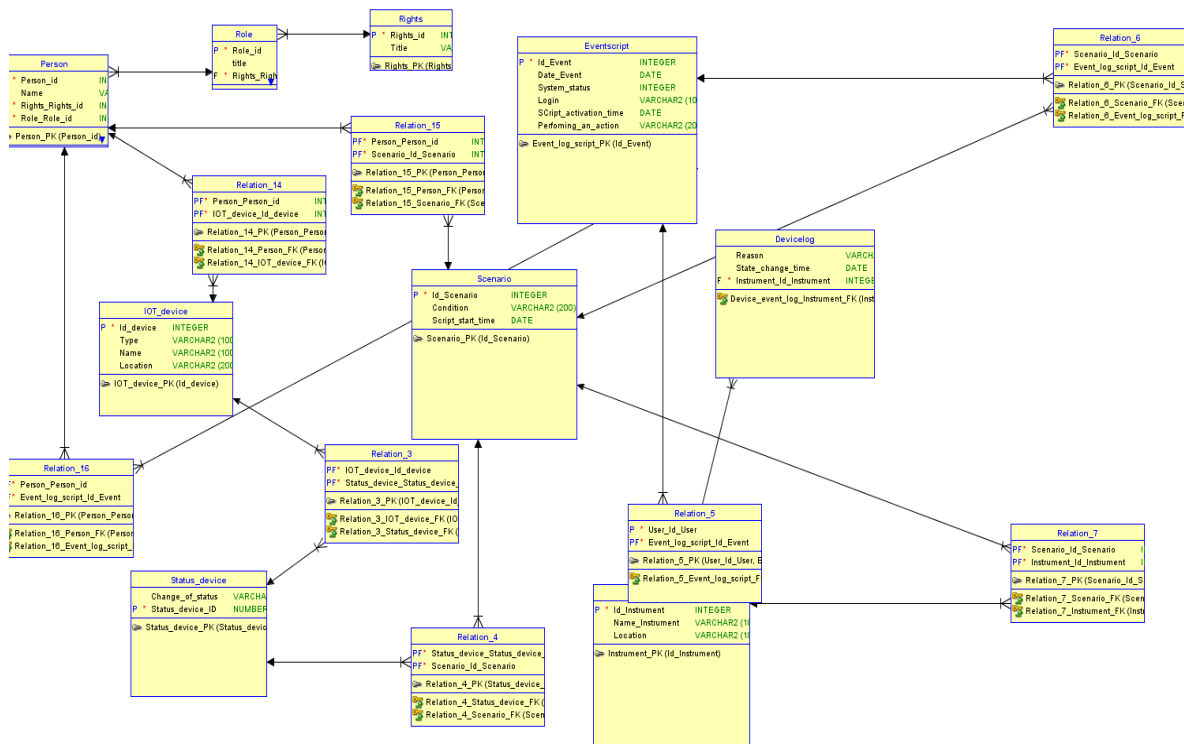 Rights
P * Rights_id INT
Title VA
Rights_PK (Rights
Role
P * Role_id
title
F * Rights_Righ
Person
* Person_id IN
Name VA
* Rights_Rights_id IN
* Role_Role_id IN
Person_PK (Person_id)
Eventscript
P * Id_Event INTEGER
Date_Event DATE
System_status INTEGER
Login VARCHAR2 (10
SCript_activation_time DATE
Perfoming_an_action VARCHAR2 (20
Event_log_script_PK (Id_Event)
Relation_6
PF* Scenario_Id_Scenario
PF* Event_log_script_Id_Event
Relation_6_PK (Scenario_Id_S
Relation_6_Scenario_FK (Scen
Relation_6_Event_log_script_F
Relation_15
PF* Person_Person_id INT
PF* Scenario_Id_Scenario INT
Relation_15_PK (Person_Person
Relation_15_Person_FK (Person
Relation_15_Scenario_FK (Sce
Relation_14
PF* Person_Person_id INT
PF* IOT_device_Id_device INT
Relation_14_PK (Person_Person
Relation_14_Person_FK (Person
Relation_14_IOT_device_FK (I
Devicelog
Reason VARCHA
State_change_time DATE
F * Instrument_Id_Instrument INTEGE
Device_event_log_Instrument_FK (Inst
Scenario
P * Id_Scenario INTEGER
Condition VARCHAR2 (200)
Script_start_time DATE
Scenario_PK (Id_Scenario)
IOT_device
P * Id_device INTEGER
Type VARCHAR2 (100
Name VARCHAR2 (100
Location VARCHAR2 (200
IOT_device_PK (Id_device)
Relation_3
PF* IOT_device_Id_device
PF* Status_device_Status_device_
Relation_3_PK (IOT_device_Id
Relation_3_IOT_device_FK (IO
Relation_3_Status_device_FK (
Relation_16
F* Person_Person_id
F* Event_log_script_Id_Event
Relation_16_PK (Person_Person
Relation_16_Person_FK (Person
Relation_16_Event_log_script_
Relation_5
P * User_Id_User
PF* Event_log_script_Id_Event
Relation_5_PK (User_Id_User, E
Relation_5_Event_log_script_F
Relation_7
PF* Scenario_Id_Scenario I
PF* Instrument_Id_Instrument I
Relation_7_PK (Scenario_Id_S
Relation_7_Scenario_FK (Scen
Relation_7_Instrument_FK (Inst
Status_device
Change_of_status VARCHA
P * Status_device_ID NUMBER
Status_device_PK (Status_devic
P * Id_Instrument INTEGER
Name_Instrument VARCHAR2 (10
Location VARCHAR2 (10
Instrument_PK (Id_Instrument)
Relation_4
PF* Status_device_Status_device_
PF* Scenario_Id_Scenario
Relation_4_PK (Status_device_
Relation_4_Status_device_FK (
Relation_4_Scenario_FK (Scen